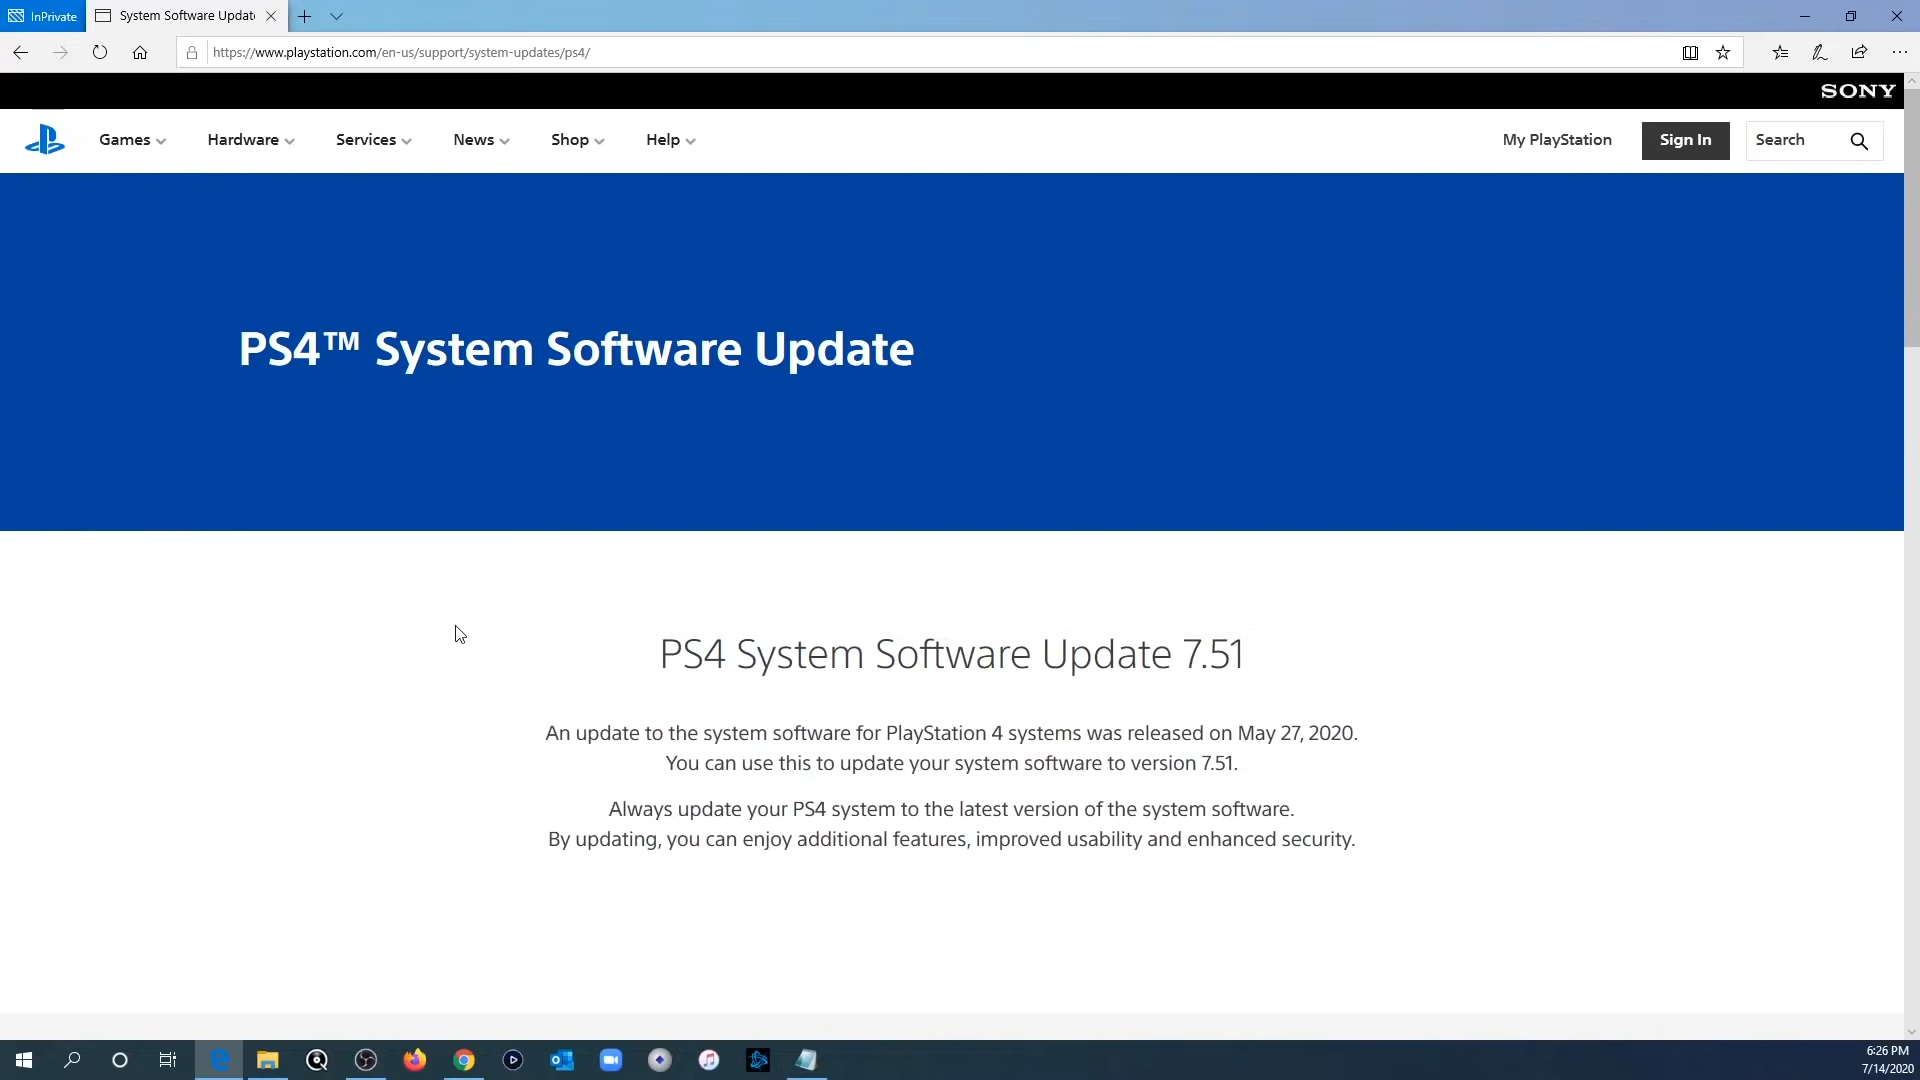 InPrivate
System Software Updat
https://www.playstation.com/en-us/support/system-updates/ps4/
SONY
Games
Hardware
Services
News
Shop
Help
My PlayStation
Sign In
Search
PS4™ System Software Update
PS4 System Software Update 7.51
An update to the system software for PlayStation 4 systems was released on May 27, 2020.
You can use this to update your system software to version 7.51.
Always update your PS4 system to the latest version of the system software.
By updating, you can enjoy additional features, improved usability and enhanced security.
6:26 PM
7/14/2020